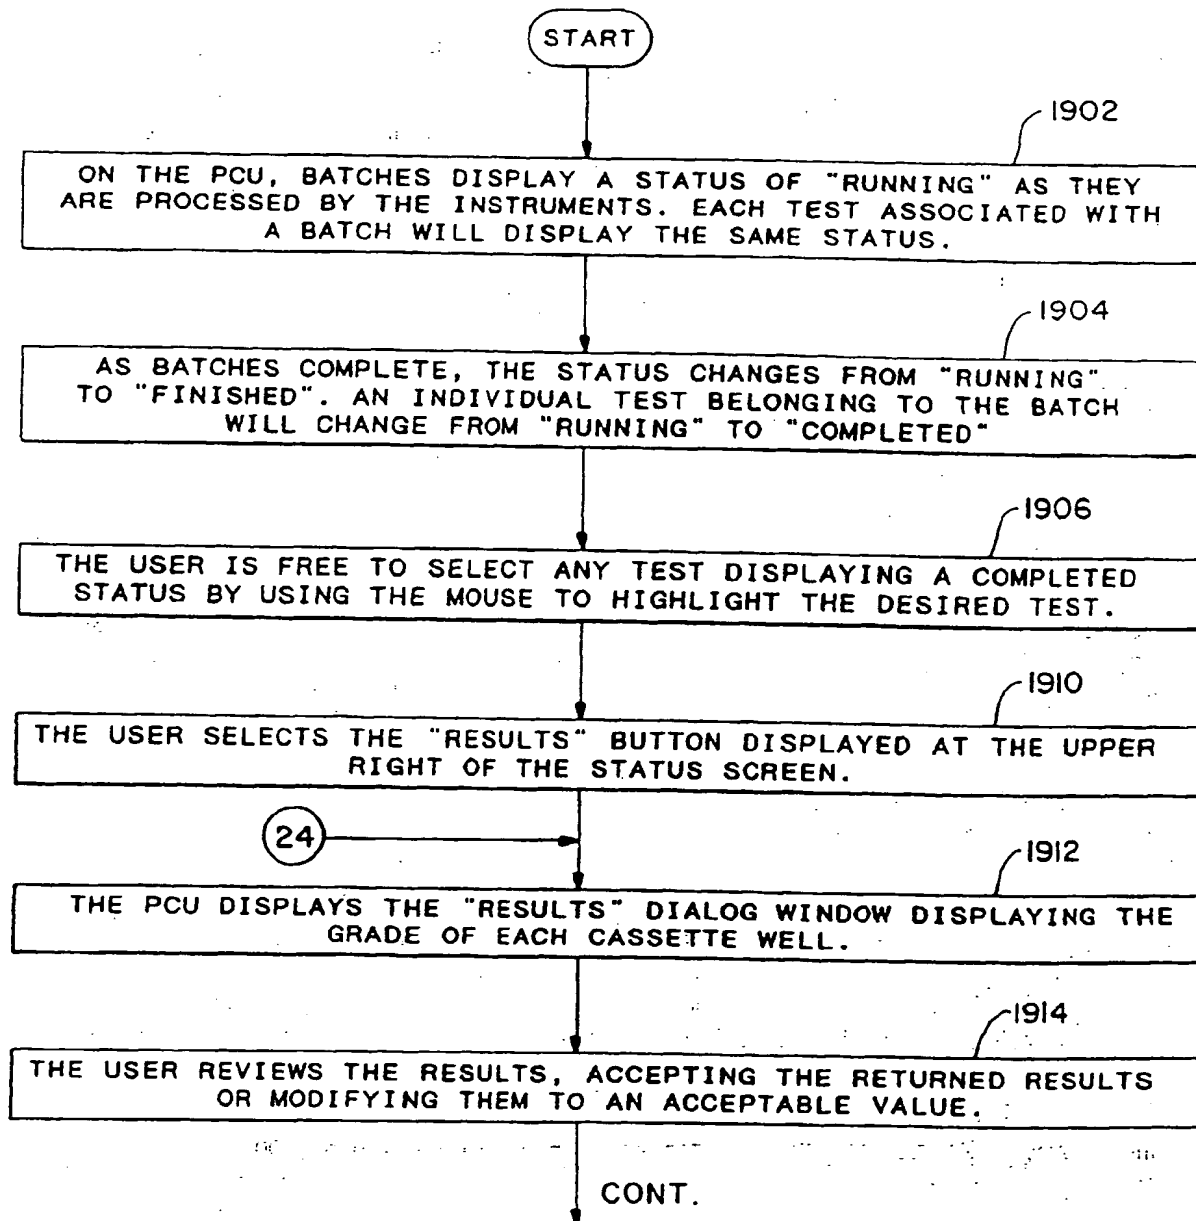 START
1902
ON THE PCU, BATCHES DISPLAY A STATUS OF "RUNNING" AS THEY
ARE PROCESSED BY THE INSTRUMENTS. EACH TEST ASSOCIATED WITH
A BATCH WILL DISPLAY THE SAME STATUS.
1904
AS BATCHES COMPLETE, THE STATUS CHANGES FROM "RUNNING"
TO "FINISHED". AN INDIVIDUAL TEST BELONGING TO THE BATCH
WILL CHANGE FROM "RUNNING" TO "COMPLETED"
1906
THE USER IS FREE TO SELECT ANY TEST DISPLAYING A COMPLETED
STATUS BY USING THE MOUSE TO HIGHLIGHT THE DESIRED TEST.
1910
THE USER SELECTS THE "RESULTS" BUTTON DISPLAYED AT THE UPPER
RIGHT OF THE STATUS SCREEN.
24
1912
THE PCU DISPLAYS THE "RESULTS" DIALOG WINDOW DISPLAYING THE
GRADE OF EACH CASSETTE WELL.
1914
THE USER REVIEWS THE RESULTS, ACCEPTING THE RETURNED RESULTS
OR MODIFYING THEM TO AN ACCEPTABLE VALUE.
CONT.